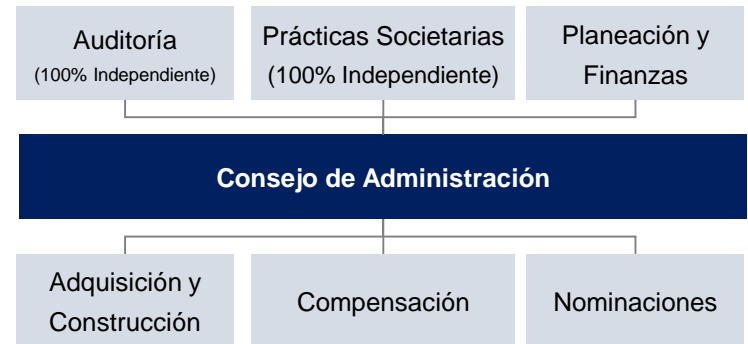 Auditoría
(100% Independiente)
Prácticas Societarias
(100% Independiente)
Planeación y
Finanzas
Consejo de Administración
Adquisición y
Construcción
Compensación
Nominaciones